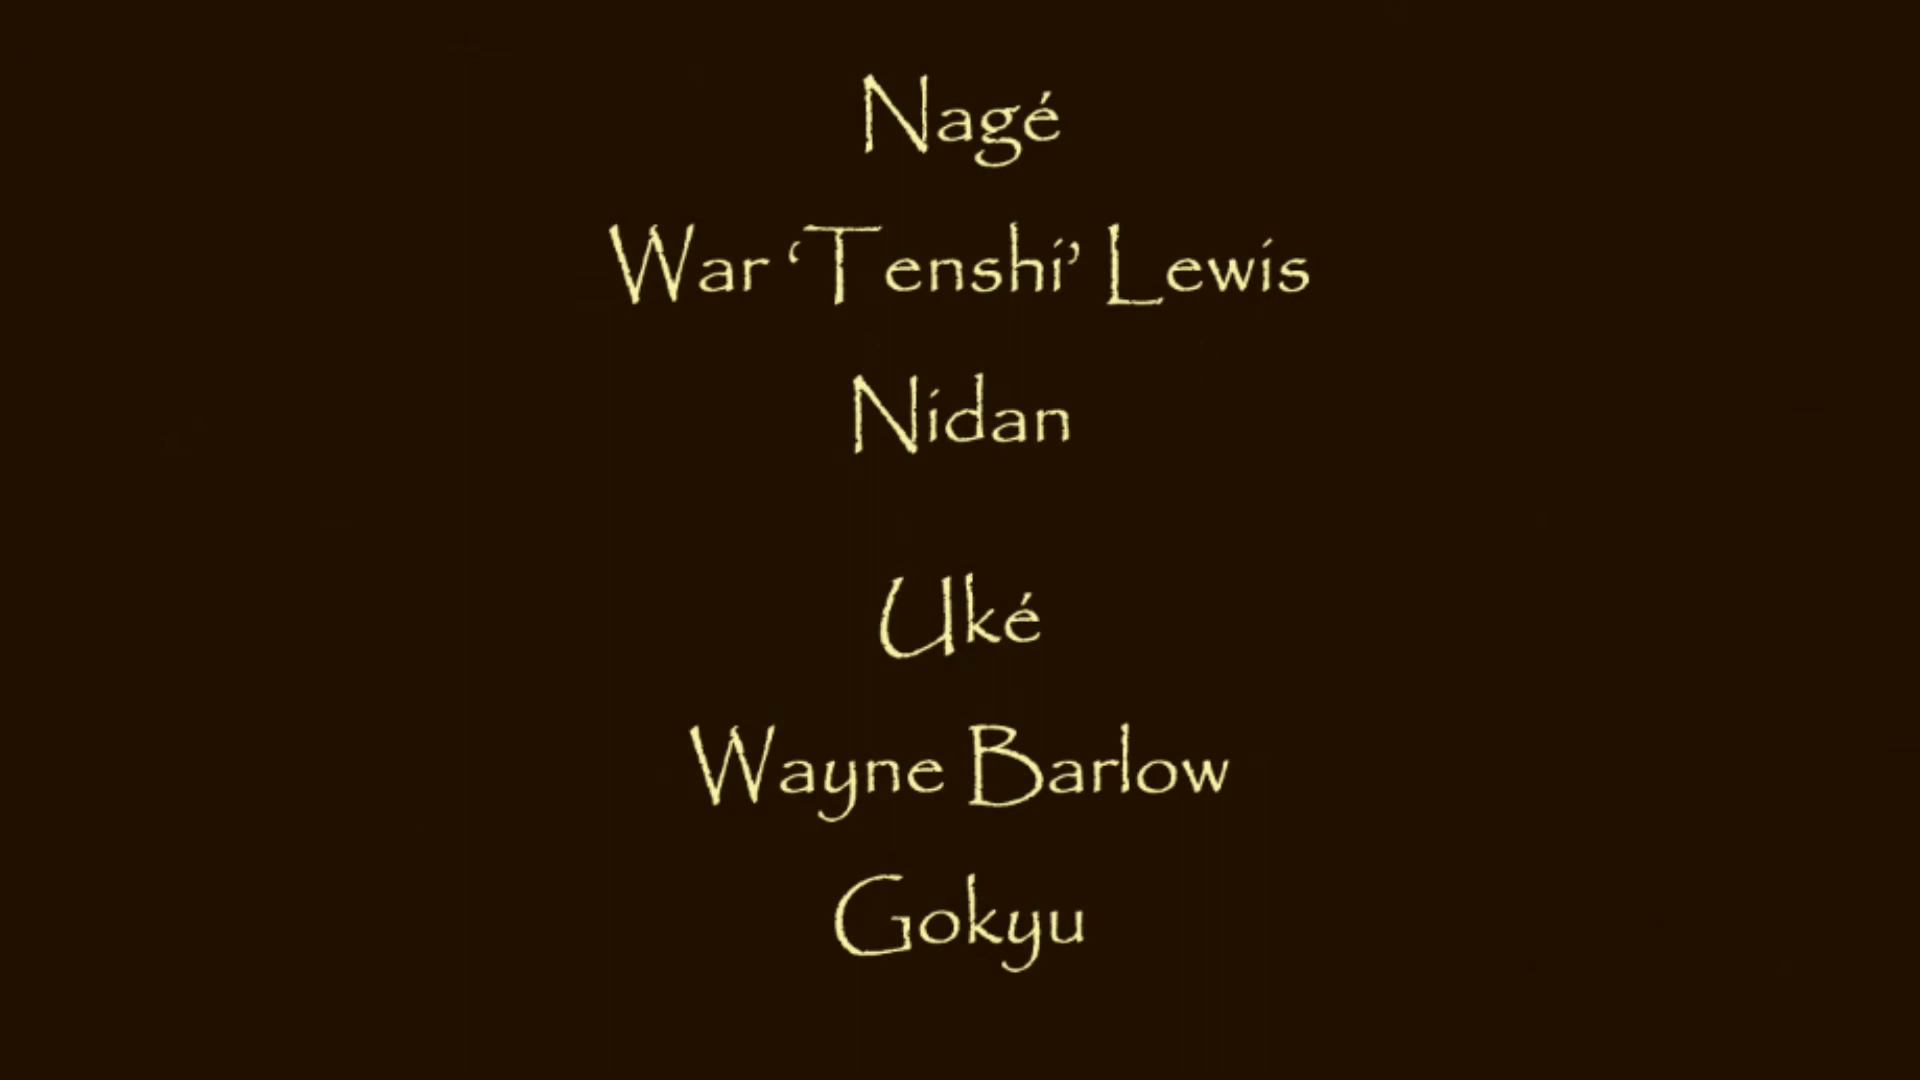 Nagé
War ‘Tenshi’ Lewis
Nidan
Uké
Wayne Barlow
Gokyu